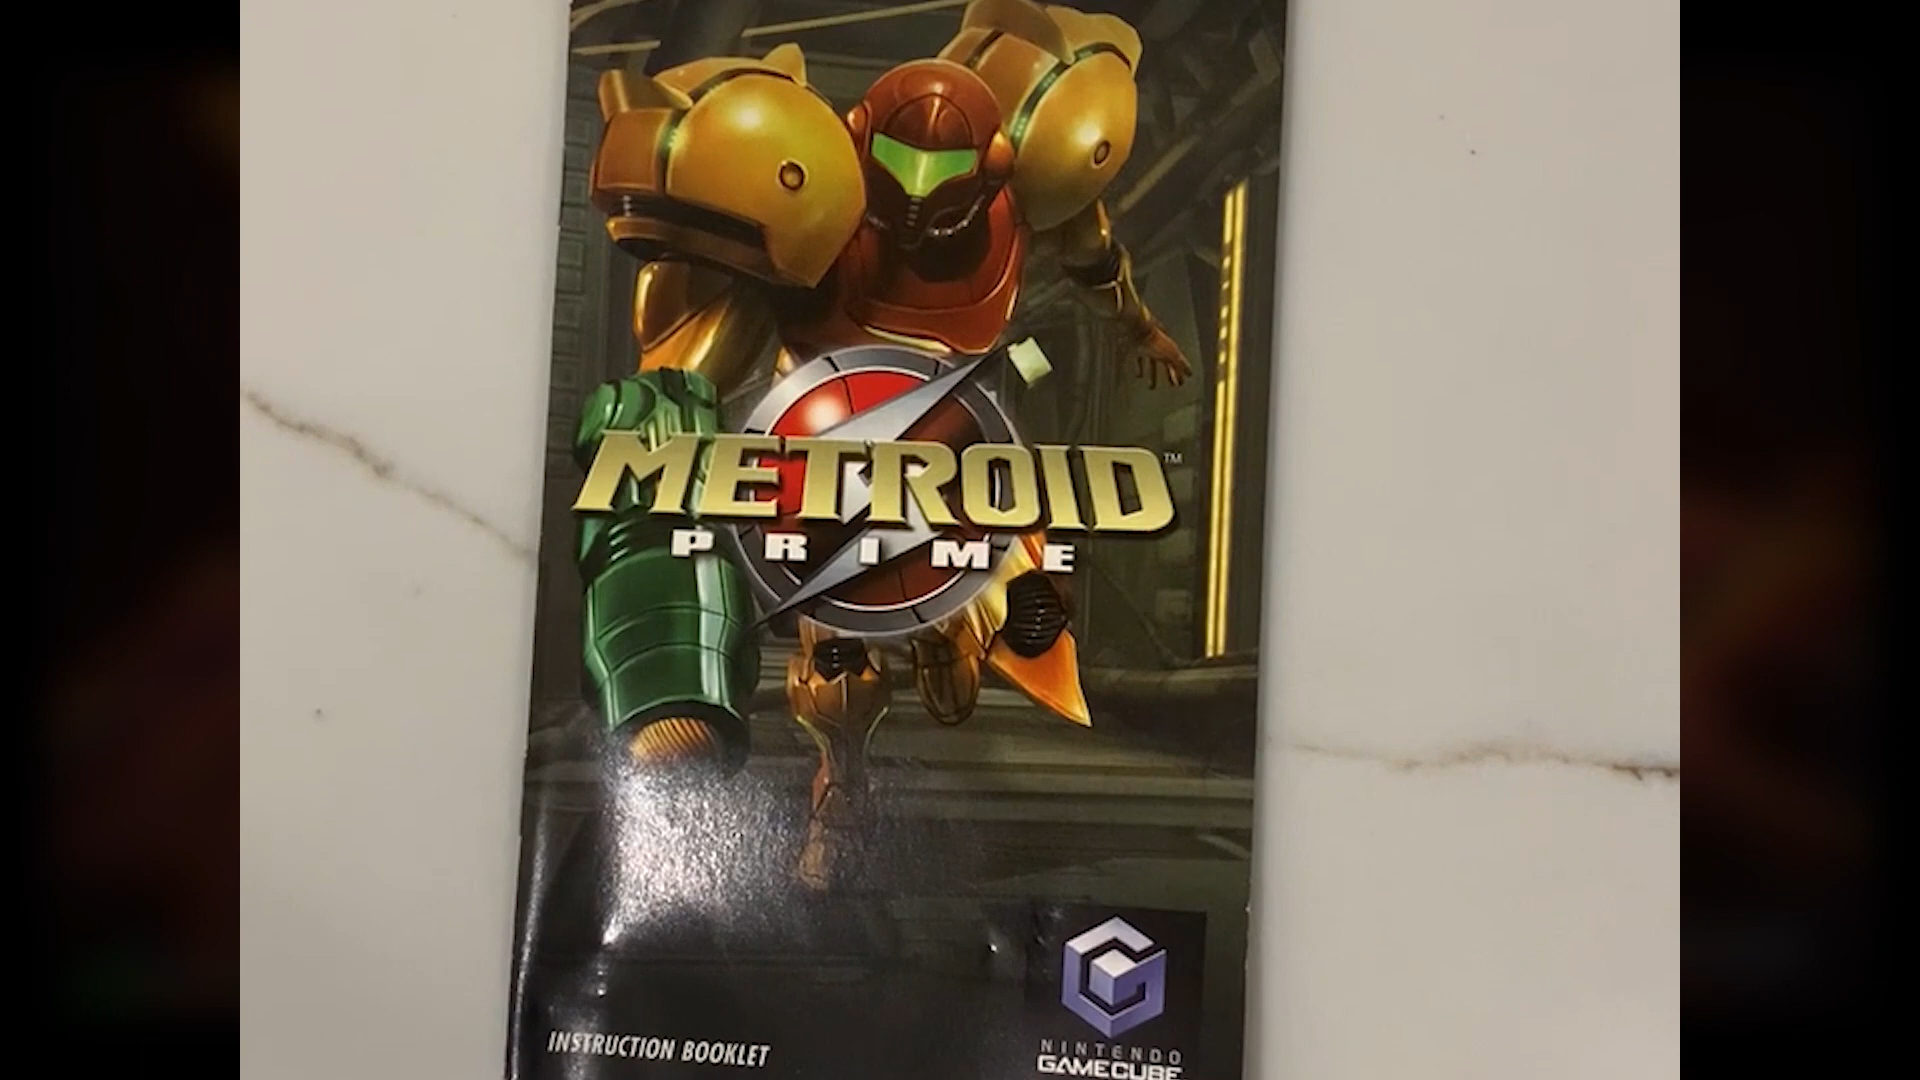 METROID™
PRIME
INSTRUCTION BOOKLET
NINTENDO
GAMECUBE